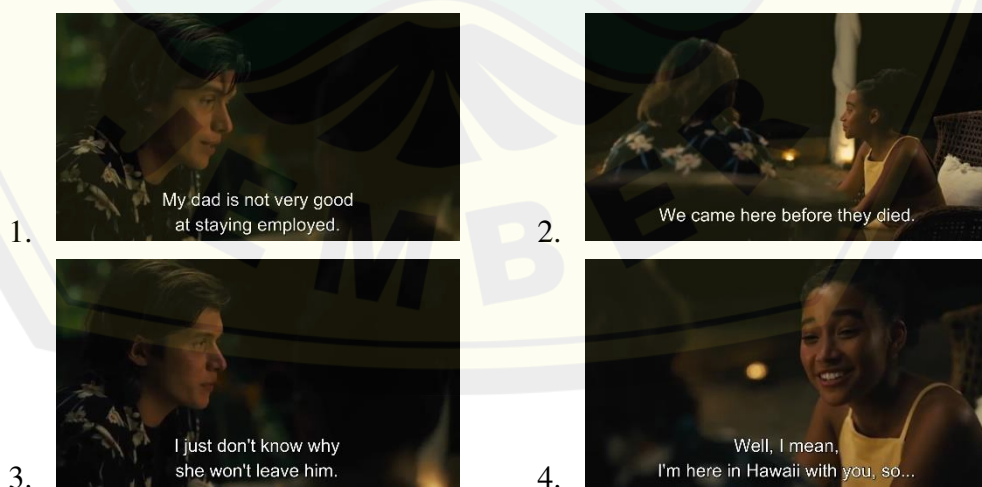 My dad is not very good
at staying employed.
1.
We came here before they died.
2.
I just don't know why
she won't leave him.
3.
Well, I mean,
I'm here in Hawaii with you, so...
4.
EMBER